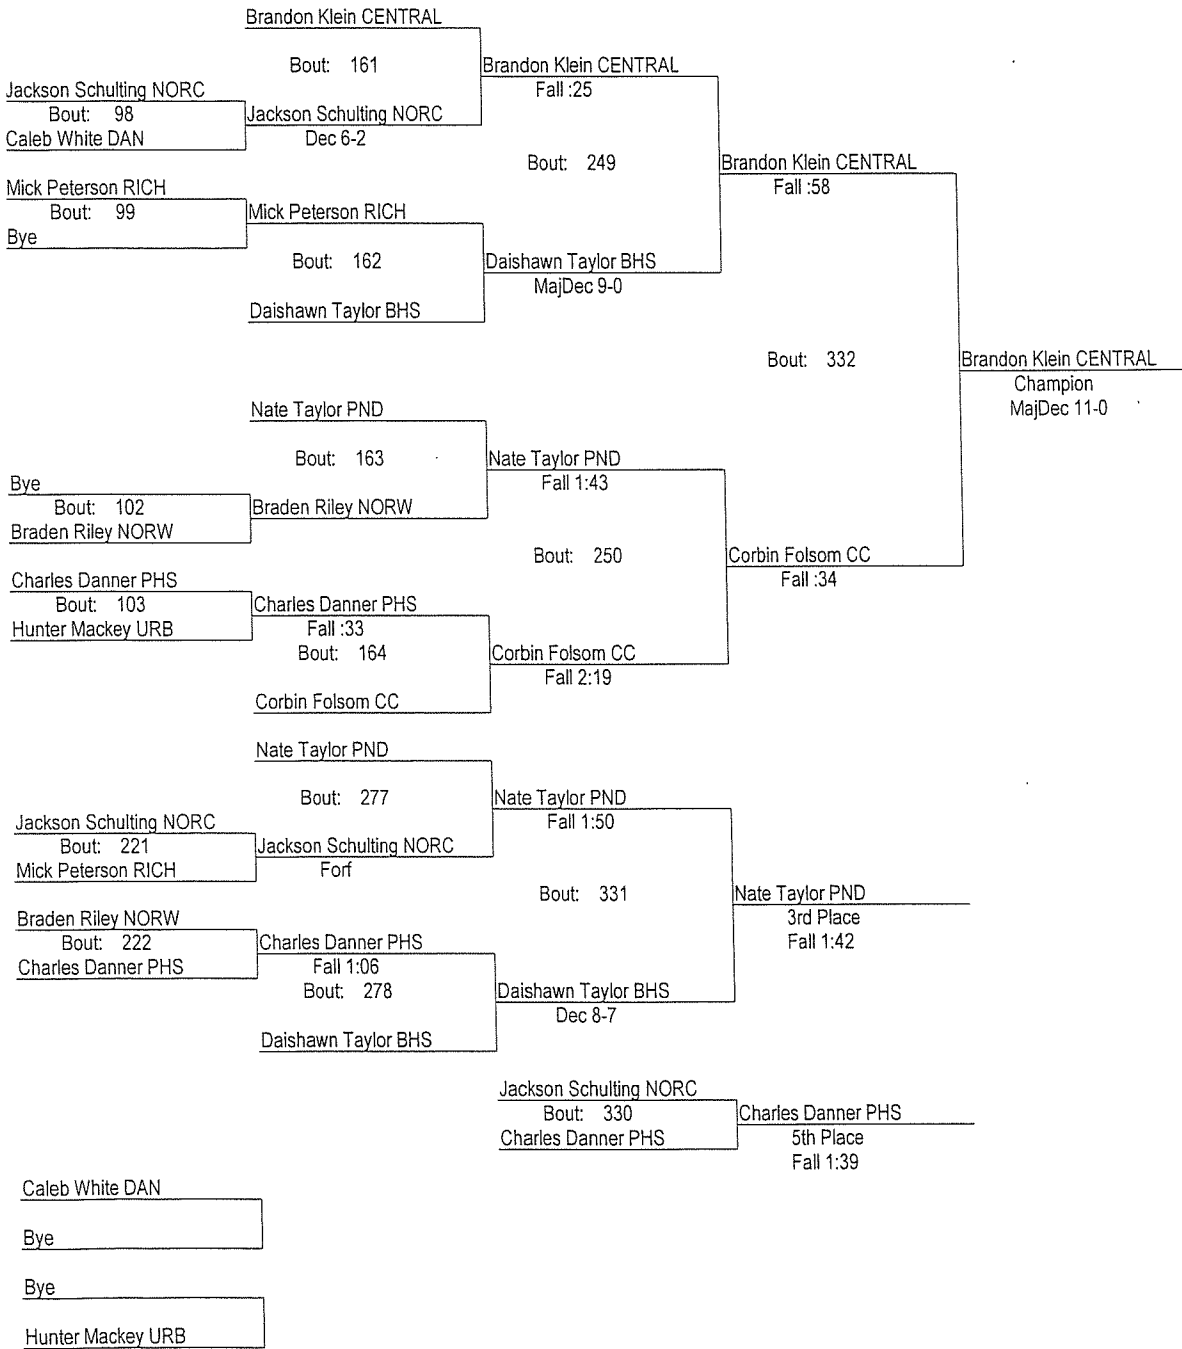 Brandon Klein CENTRAL
Bout: 161
Brandon Klein CENTRAL
Fall :25
Jackson Schulting NORC
Bout: 98
Caleb White DAN
Jackson Schulting NORC
Dec 6-2
Bout: 249
Brandon Klein CENTRAL
Fall :58
Mick Peterson RICH
Bout: 99
Bye
Mick Peterson RICH
Bout: 162
Daishawn Taylor BHS
MajDec 9-0
Daishawn Taylor BHS
Bout: 332
Brandon Klein CENTRAL
Champion
MajDec 11-0
Nate Taylor PND
Bout: 163
Nate Taylor PND
Fall 1:43
Bye
Bout: 102
Braden Riley NORW
Braden Riley NORW
Bout: 250
Corbin Folsom CC
Fall :34
Charles Danner PHS
Bout: 103
Hunter Mackey URB
Charles Danner PHS
Fall :33
Bout: 164
Corbin Folsom CC
Fall 2:19
Corbin Folsom CC
Nate Taylor PND
Bout: 277
Nate Taylor PND
Fall 1:50
Jackson Schulting NORC
Bout: 221
Mick Peterson RICH
Jackson Schulting NORC
Forf
Bout: 331
Nate Taylor PND
3rd Place
Fall 1:42
Braden Riley NORW
Bout: 222
Charles Danner PHS
Charles Danner PHS
Fall 1:06
Bout: 278
Daishawn Taylor BHS
Dec 8-7
Daishawn Taylor BHS
Jackson Schulting NORC
Bout: 330
Charles Danner PHS
Charles Danner PHS
5th Place
Fall 1:39
Caleb White DAN
Bye
Bye
Hunter Mackey URB